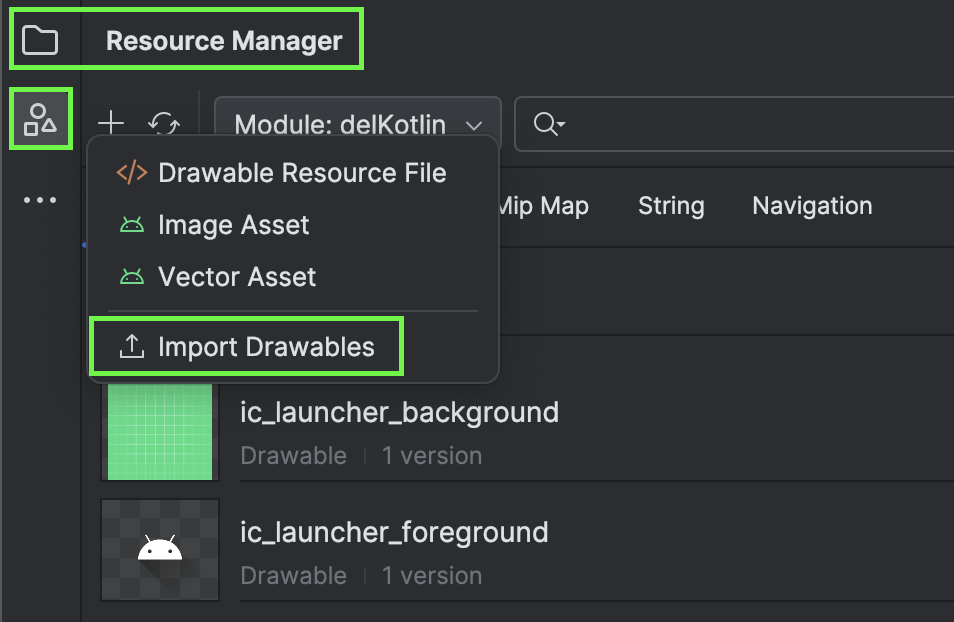 Resource Manager
Module: delKotlin
Drawable Resource File
Image Asset
Mip Map
String
Navigation
Vector Asset
Import Drawables
ic_launcher_background
Drawable | 1 version
ic_launcher_foreground
Drawable | 1 version